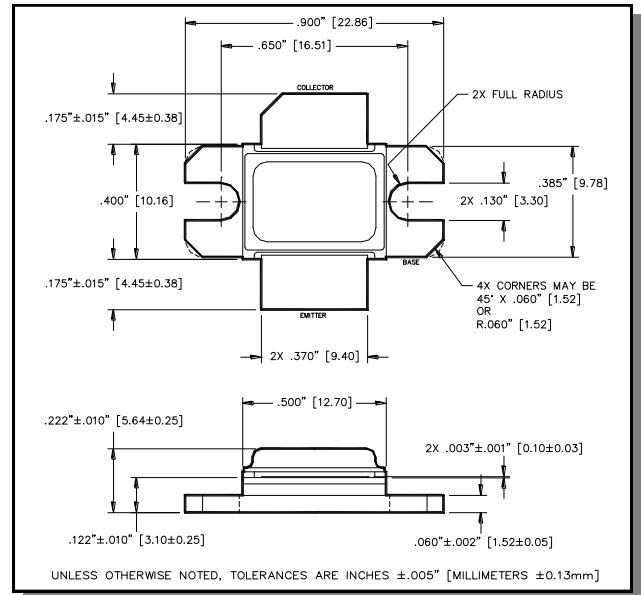 .900" [22.86]
.650" [16.51]
COLLECTOR
2X FULL RADIUS
.175"±.015" [4.45±0.38]
.385" [9.78]
.400" [10.16]
2X .130" [3.30]
BASE
.175"±.015" [4.45±0.38]
4X CORNERS MAY BE
45° X .060" [1.52]
OR
R.060" [1.52]
EMITTER
2X .370" [9.40]
.500" [12.70]
.222"±.010" [5.64±0.25]
2X .003"±.001" [0.10±0.03]
.122"±.010" [3.10±0.25]
.060"±.002" [1.52±0.05]
UNLESS OTHERWISE NOTED, TOLERANCES ARE INCHES ±.005" [MILLIMETERS ±0.13mm]